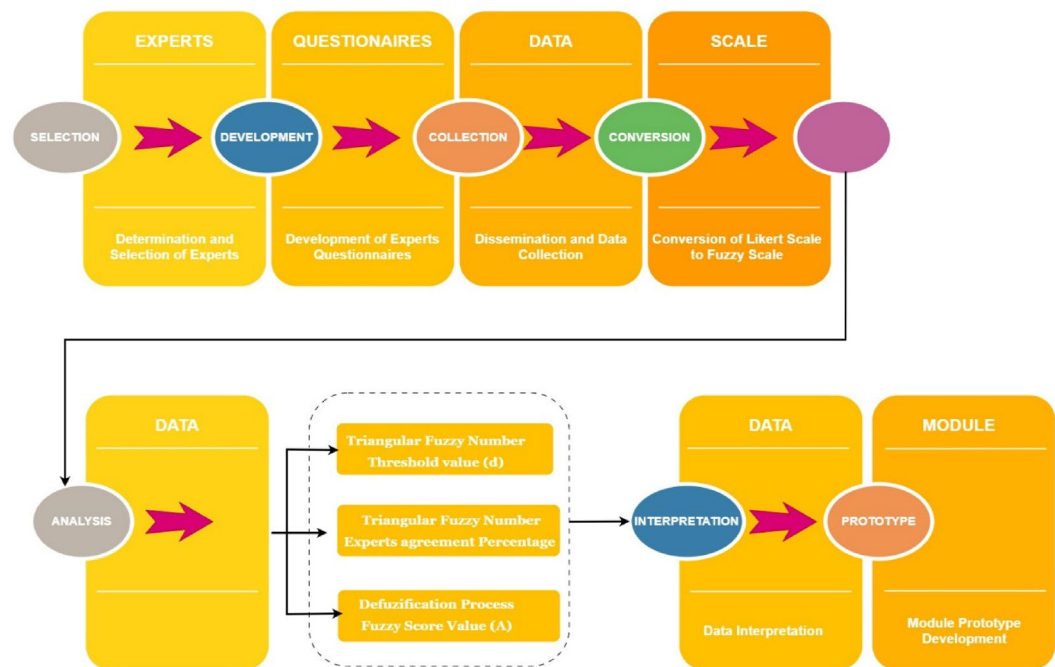 EXPERTS
QUESTIONAIRES
DATA
SCALE
SELECTION
DEVELOPMENT
COLLECTION
CONVERSION
Determination and
Selection of Experts
Development of Experts
Questionnaires
Dissemination and Data
Collection
Conversion of Likert Scale
to Fuzzy Scale
DATA
ANALYSIS
Triangular Fuzzy Number
Threshold value (d)
Triangular Fuzzy Number
Experts agreement Percentage
Defuzification Process
Fuzzy Score Value (A)
DATA
MODULE
INTERPRETATION
PROTOTYPE
Data Interpretation
Module Prototype
Development